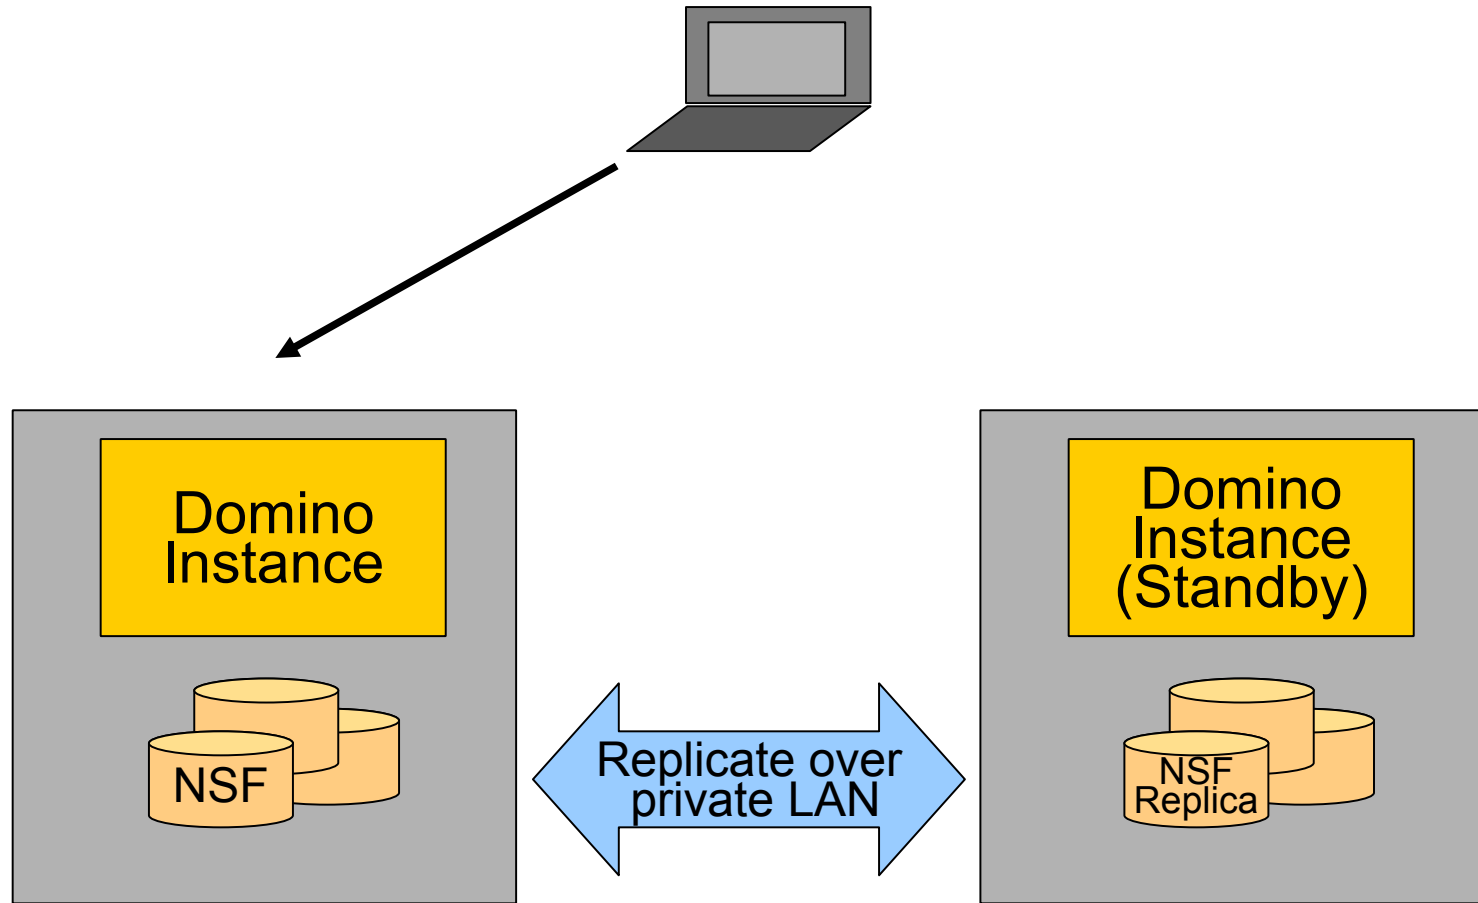 Domino
Instance
Domino
Instance
(Standby)
NSF
Replicate over
private LAN
NSF
Replica